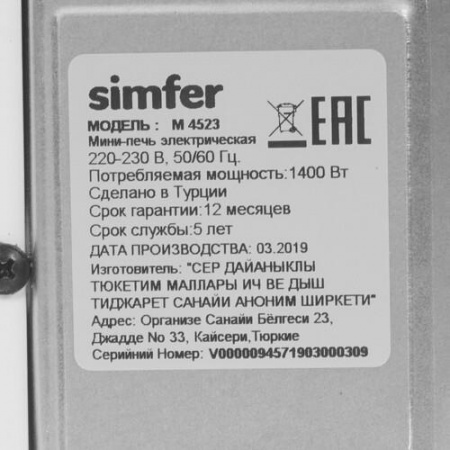 simfer
EAC
МОДЕЛЬ : M 4523
Мини-печь электрическая
220-230 В, 50/60 Гц.
Потребляемая мощность:1400 Вт
Сделано в Турции
Срок гарантии:12 месяцев
Срок службы:5 лет
ДАТА ПРОИЗВОДСТВА: 03.2019
Изготовитель: "СЕР ДАЙАНЫКЛЫ
ТЮКЕТИМ МАЛЛАРЫ ИЧ ВЕ ДЫШ
ТИДЖАРЕТ САНАЙИ АНОНИМ ШИРКЕТИ"
Адрес: Организе Санайи Бёлгеси 23,
Джадде No 33, Кайсери,Тюркие
Серийний Номер: V0000094571903000309